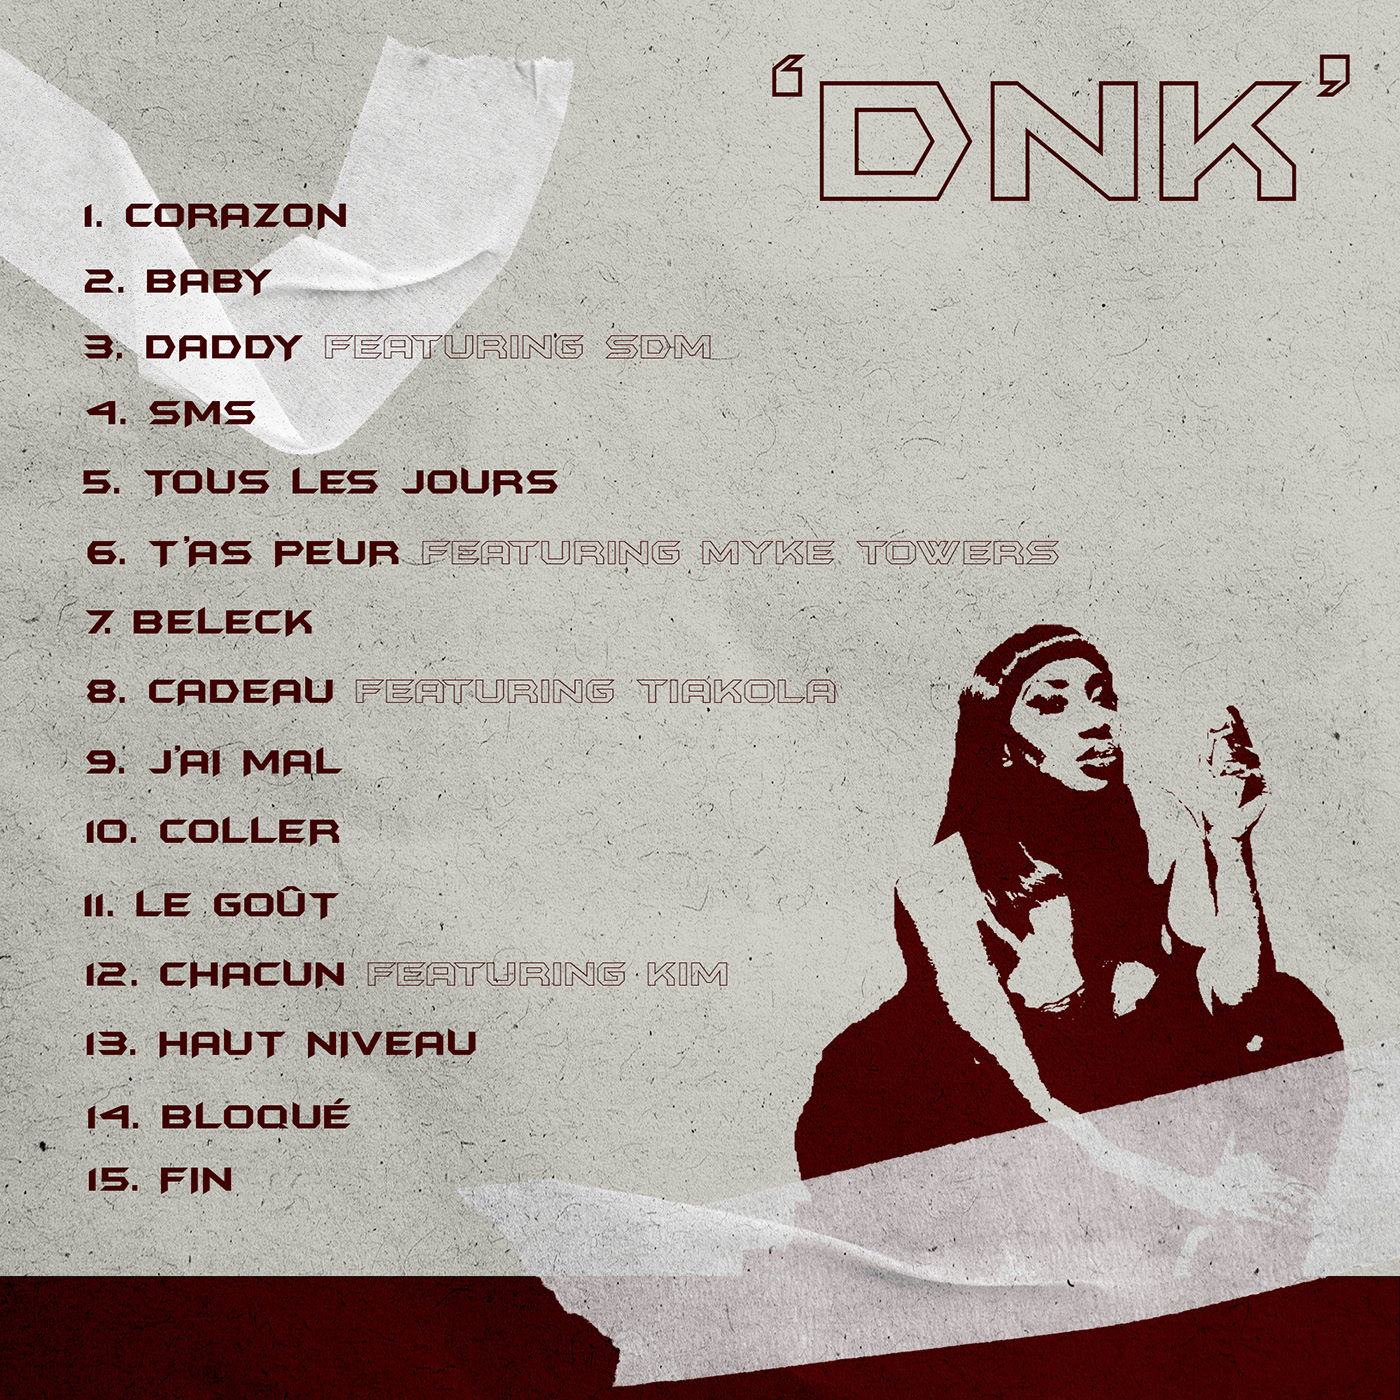 ‘DNK’
1. CORAZON
2. BABY
3. DADDY FEATURING SDM
4. SMS
5. TOUS LES JOURS
6. T'AS PEUR FEATURING MYKE TOWERS
7. BELECK
8. CADEAU FEATURING TIAKOLA
9. J'AI MAL
10. COLLER
11. LE GOÛT
12. CHACUN FEATURING KIM
13. HAUT NIVEAU
14. BLOQUÉ
15. FIN